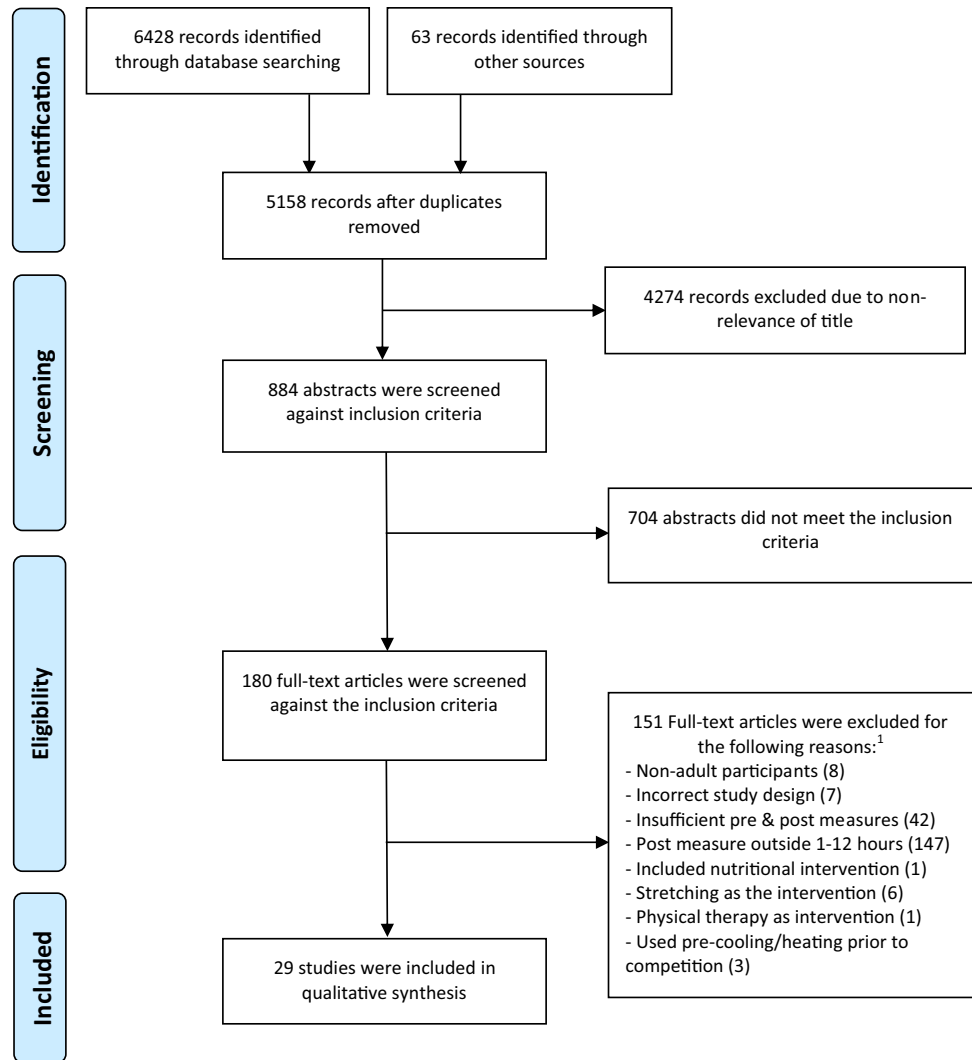 Identification
6428 records identified
through database searching
63 records identified through
other sources
5158 records after duplicates
removed
Screening
4274 records excluded due to non-
relevance of title
884 abstracts were screened
against inclusion criteria
704 abstracts did not meet the inclusion
criteria
Eligibility
180 full-text articles were screened
against the inclusion criteria
151 Full-text articles were excluded for
the following reasons:1
- Non-adult participants (8)
- Incorrect study design (7)
- Insufficient pre & post measures (42)
- Post measure outside 1-12 hours (147)
- Included nutritional intervention (1)
- Stretching as the intervention (6)
- Physical therapy as intervention (1)
- Used pre-cooling/heating prior to
competition (3)
Included
29 studies were included in
qualitative synthesis